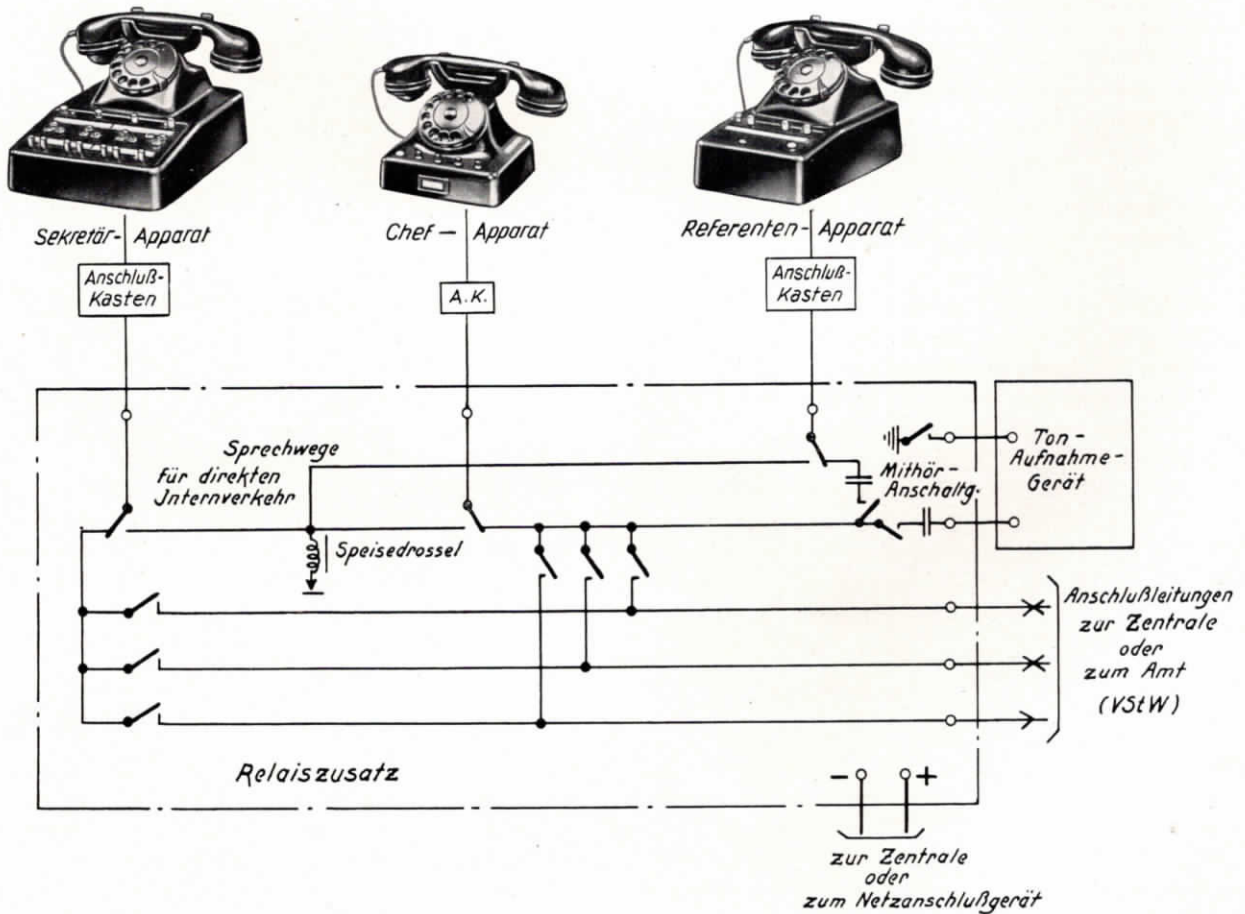 Sekretär-Apparat
Chef-Apparat
Referenten-Apparat
Anschluß-
Kasten
A.K.
Anschluß-
Kasten
Sprechwege
für direkten
Jnternverkehr
Speisedrossel
Mithör-
Anschaltg.
Ton-
Aufnahme-
Gerät
Anschlußleitungen
zur Zentrale
oder
zum Amt
(VStW)
Relaiszusatz
- +
zur Zentrale
oder
zum Netzanschlußgerät